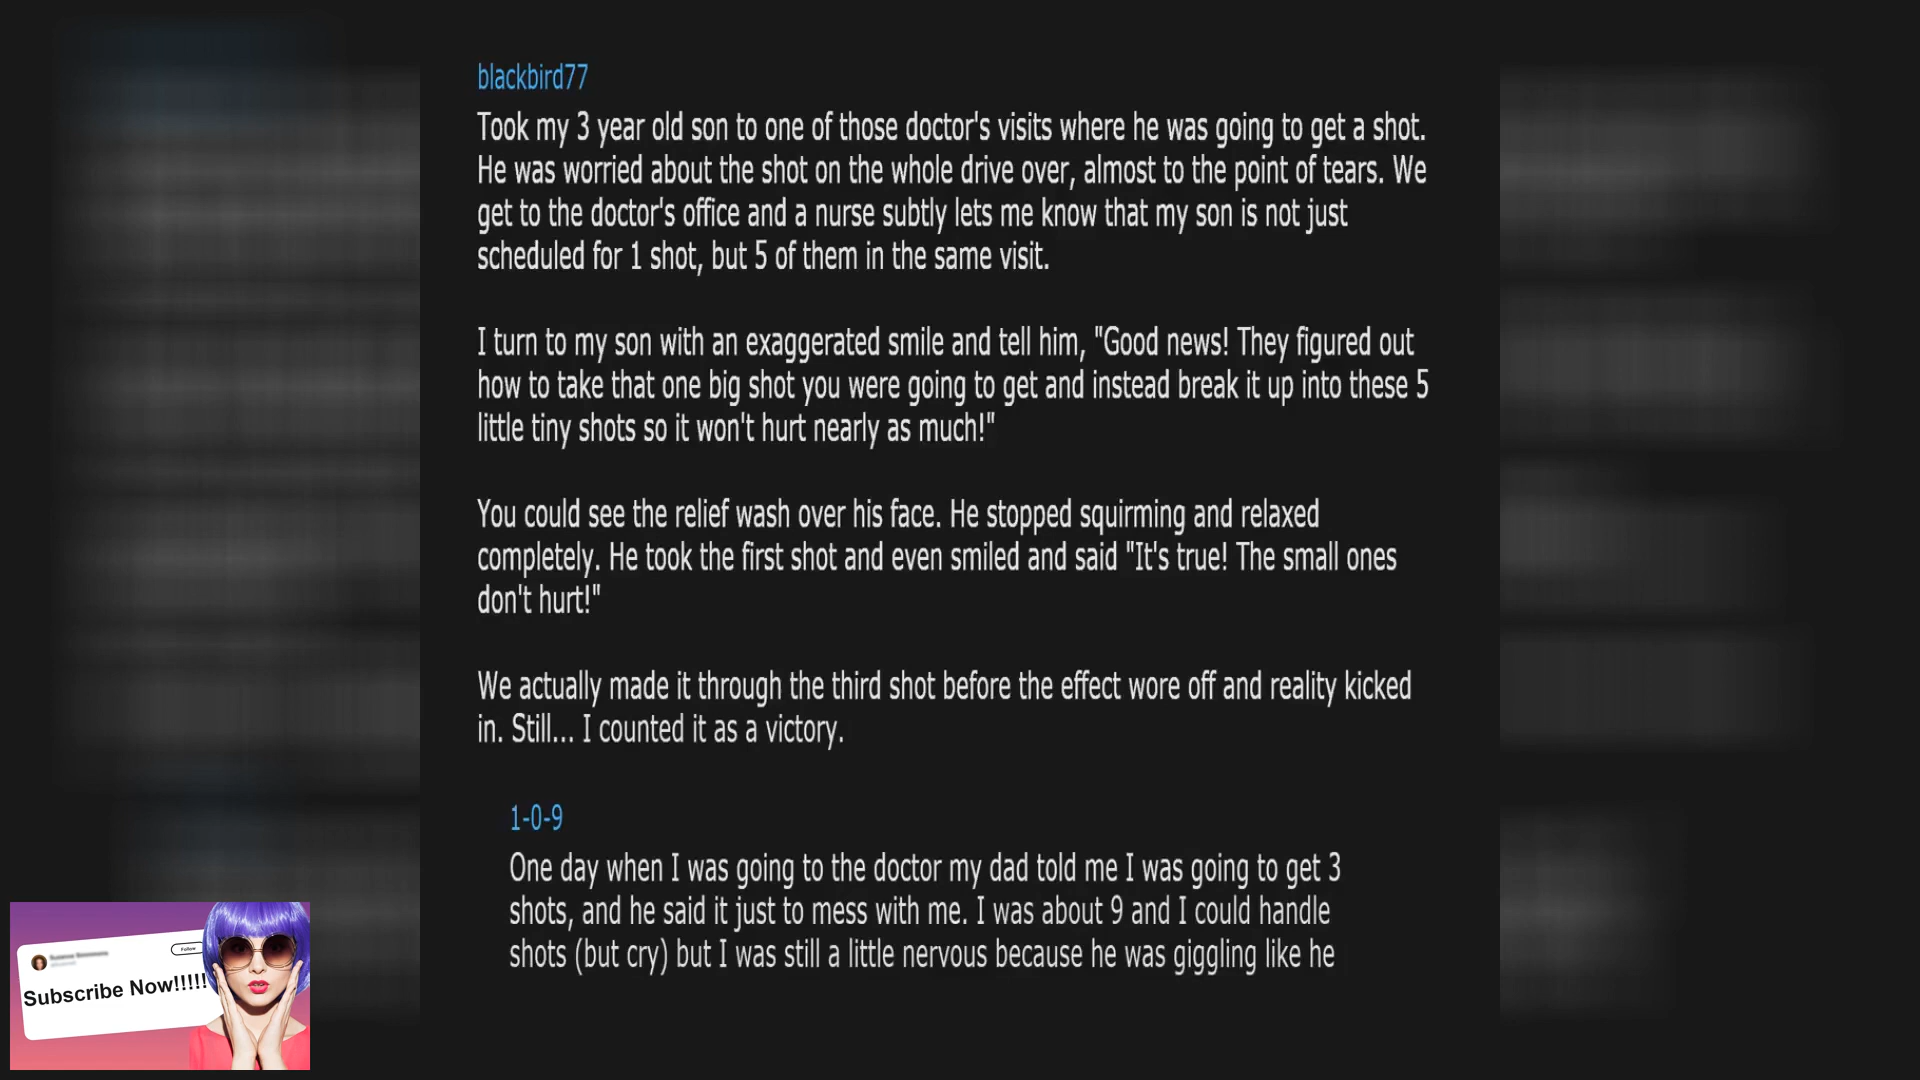 blackbird77
Took my 3 year old son to one of those doctor's visits where he was going to get a shot.
He was worried about the shot on the whole drive over, almost to the point of tears. We
get to the doctor's office and a nurse subtly lets me know that my son is not just
scheduled for 1 shot, but 5 of them in the same visit.
I turn to my son with an exaggerated smile and tell him, "Good news! They figured out
how to take that one big shot you were going to get and instead break it up into these 5
little tiny shots so it won't hurt nearly as much!"
You could see the relief wash over his face. He stopped squirming and relaxed
completely. He took the first shot and even smiled and said "It's true! The small ones
don't hurt!"
We actually made it through the third shot before the effect wore off and reality kicked
in. Still... I counted it as a victory.
1-0-9
One day when I was going to the doctor my dad told me I was going to get 3
shots, and he said it just to mess with me. I was about 9 and I could handle
shots (but cry) but I was still a little nervous because he was giggling like he
Follow
Subscribe Now!!!!!